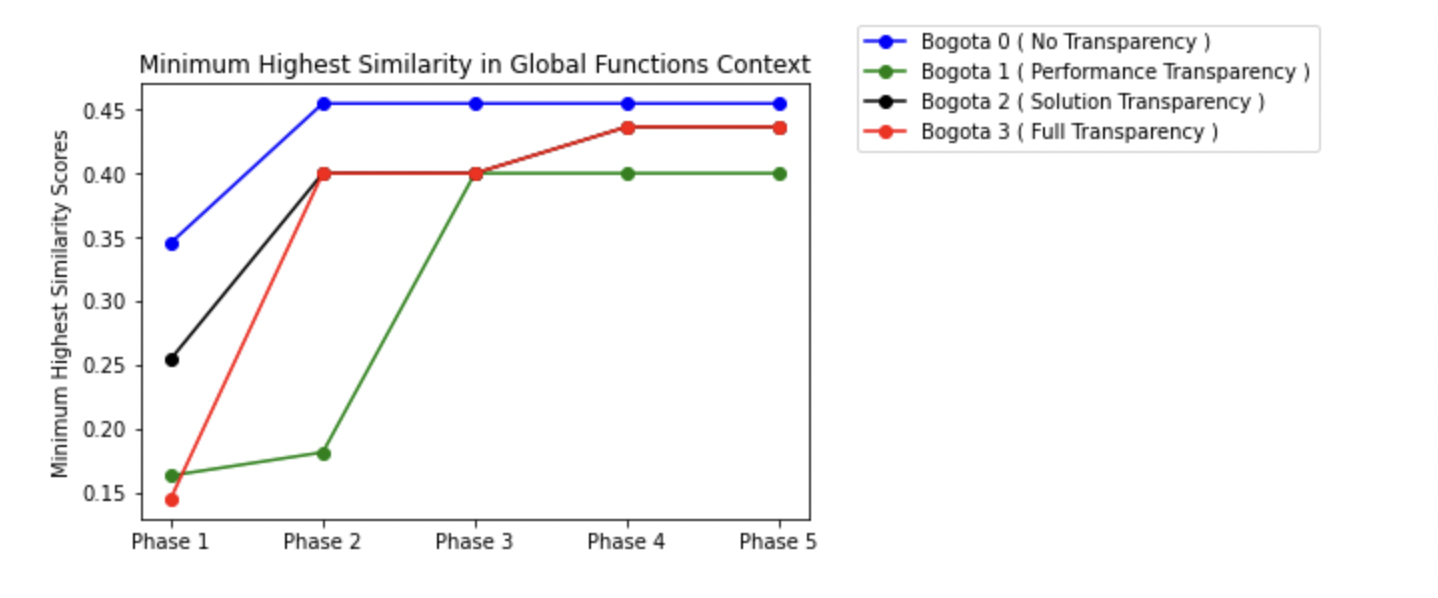 Minimum Highest Similarity in Global Functions Context
Bogota 0 ( No Transparency )
Bogota 1 ( Performance Transparency )
Bogota 2 ( Solution Transparency )
Bogota 3 ( Full Transparency )
Minimum Highest Similarity Scores
0.45
0.40
0.35
0.30
0.25
0.20
0.15
Phase 1 Phase 2 Phase 3 Phase 4 Phase 5